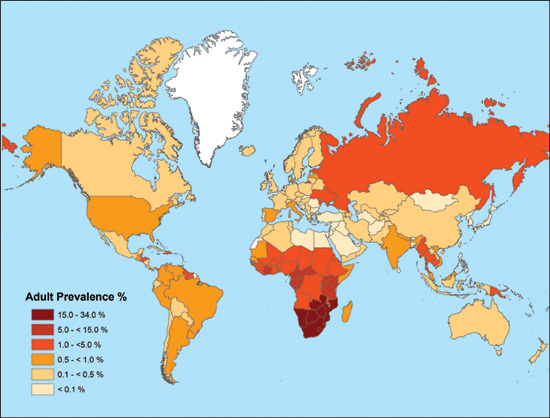 Adult Prevalence %
15.0 - 34.0 %
5.0 - < 15.0 %
1.0 - <5.0 %
0.5 - < 1.0 %
0.1 - < 0.5 %
< 0.1 %